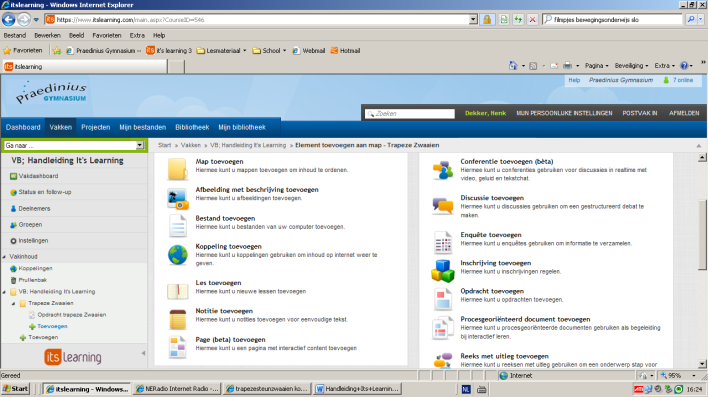 itslearning - Windows Internet Explorer
https://www.itslearning.com/main.aspx?CourseID=546
filmpjes bewegingsonderwijs slo
Bestand Bewerken Beeld Favorieten Extra Help
Favorieten Praedinius Gymnasium -- it's learning 3 Lesmateriaal School Webmail Hotmail
itslearning
Pagina Beveiliging Extra
Praedinius
GYMNASIUM
Help Praedinius Gymnasium 7 online
Zoeken Dekker, Henk MIJN PERSOONLIJKE INSTELLINGEN POSTVAK IN AFMELDEN
Dashboard Vakken Projecten Mijn bestanden Bibliotheek Mijn bibliotheek
Ga naar ...
Start » Vakken » VB; Handleiding It's Learning » Element toevoegen aan map - Trapeze Zwaaien
VB; Handleiding It's Learning
Vakdashboard
Status en follow-up
Deelnemers
Groepen
Instellingen
Vakinhoud
Koppelingen
Prullenbak
VB; Handleiding It's Learning
Trapeze Zwaaien
Opdracht trapeze Zwaaien
Toevoegen
Toevoegen
its learning
Map toevoegen
Hiermee kunt u mappen toevoegen om inhoud te ordenen.
Afbeelding met beschrijving toevoegen
Hiermee kunt u afbeeldingen toevoegen.
Bestand toevoegen
Hiermee kunt u bestanden van uw computer toevoegen.
Koppeling toevoegen
Hiermee kunt u koppelingen gebruiken om inhoud op internet weer te
geven.
Les toevoegen
Hiermee kunt u nieuwe lessen toevoegen
Notitie toevoegen
Hiermee kunt u notities toevoegen voor eenvoudige tekst.
Page (beta) toevoegen
Hiermee kunt u een pagina met interactief content toevoegen
Conferentie toevoegen (bèta)
Hiermee kunt u conferenties gebruiken voor discussies in realtime met
video, geluid en tekstchat.
Discussie toevoegen
Hiermee kunt u discussies gebruiken om een gestructureerd debat te
maken.
Enquête toevoegen
Hiermee kunt u enquêtes gebruiken om informatie te verzamelen.
Inschrijving toevoegen
Hiermee kunt u inschrijvingen regelen.
Opdracht toevoegen
Hiermee kunt u opdrachten toevoegen.
Procesgeoriënteerd document toevoegen
Hiermee kunt u procesgeoriënteerde documenten gebruiken als begeleiding
bij interactief leren.
Reeks met uitleg toevoegen
Hiermee kunt u reeksen met uitleg gebruiken om een onderwerp stap voor
Gereed Internet 95%
Start itslearning - Windows... NERadio Internet Radio -... trapezesteunzwaaien ko... Handleiding+Its+Learnin... NL 16:24